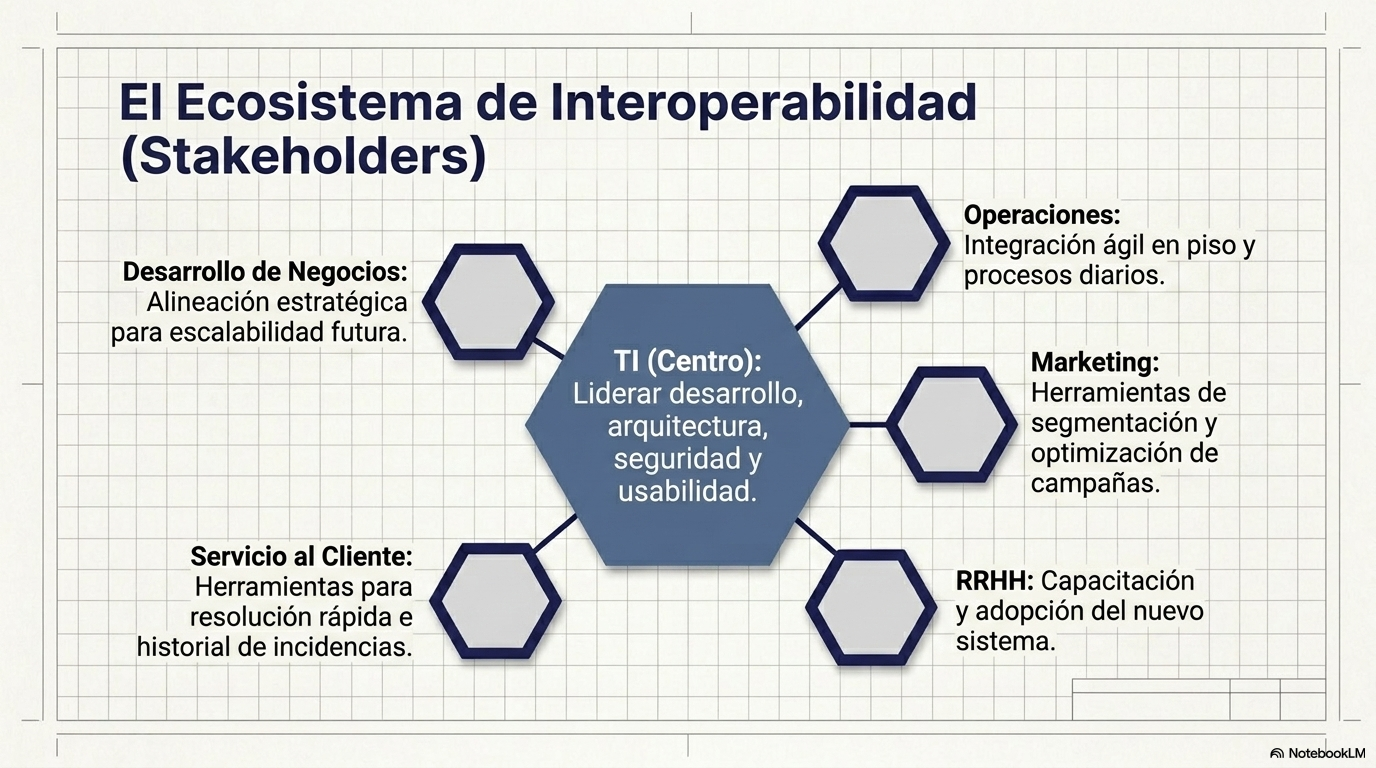 El Ecosistema de Interoperabilidad
(Stakeholders)
Desarrollo de Negocios:
Alineación estratégica
para escalabilidad futura.
Operaciones:
Integración ágil en piso y
procesos diarios.
TI (Centro):
Liderar desarrollo,
arquitectura,
seguridad y
usabilidad.
Marketing:
Herramientas de
segmentación y
optimización de
campañas.
Servicio al Cliente:
Herramientas para
resolución rápida e
historial de incidencias.
RRHH: Capacitación
y adopción del nuevo
sistema.
NotebookLM